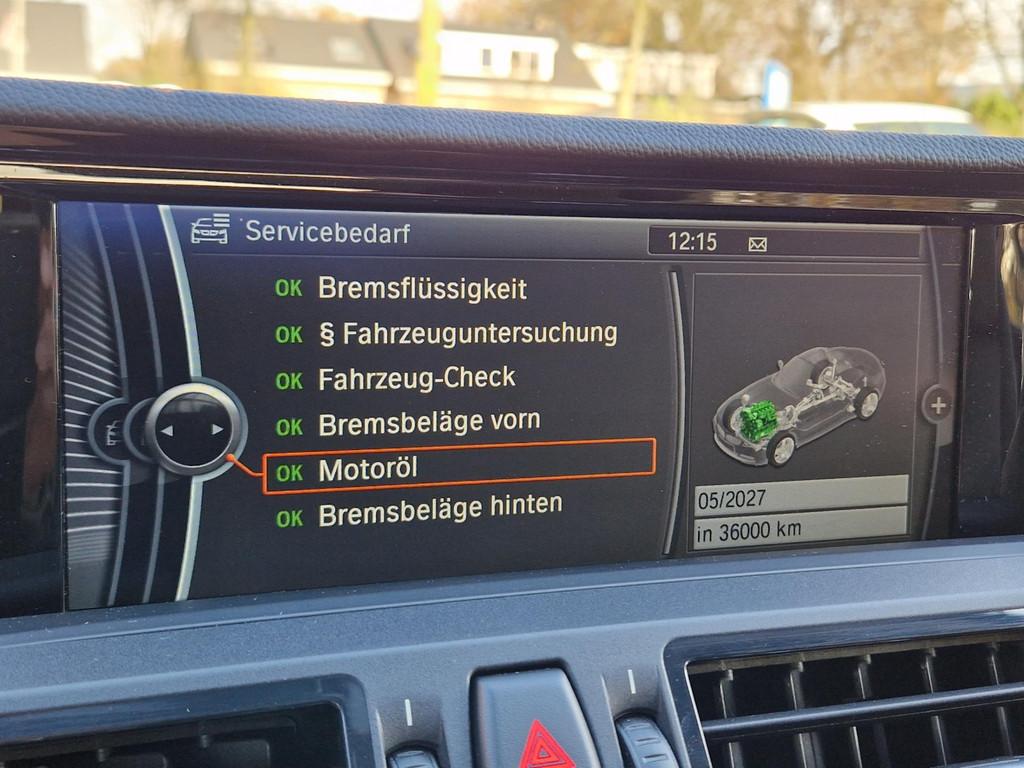 Servicebedarf
12:15
OK Bremsflüssigkeit
OK § Fahrzeuguntersuchung
OK Fahrzeug-Check
OK Bremsbeläge vorn
OK Motoröl
OK Bremsbeläge hinten
05/2027
in 36000 km